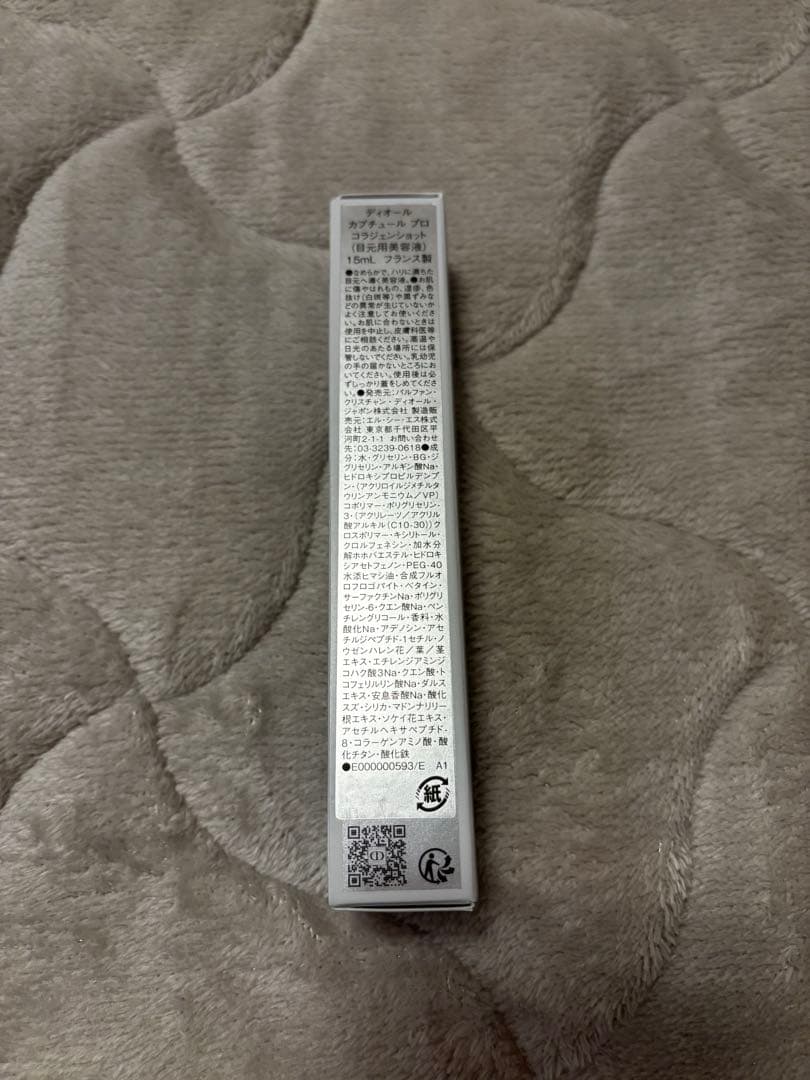 ディオール
カプチュール プロ
コラジェンショット
(目元用美容液)
15mL フランス製
●なめらかで、ハリに満ちた
目元へ導く美容液。●お肌
に傷やはれもの、湿疹、色
抜け(白斑等)や黒ずみな
どの異常が生じていないか
よく注意してお使いくださ
い。お肌に合わないときは
使用を中止し、皮膚科医等
にご相談ください。高温や
日光のあたる場所には保
管しないでください。乳幼児
の手の届かないところにお
いてください。使用後は必
ずしっかり蓋をしめてくださ
い。●発売元:パルファン・
クリスチャン・ディオール・
ジャポン株式会社 製造販
売元:エル・シー・エス株式
会社 東京都千代田区平
河町2-1-1 お問い合わせ
先:03-3239-0618●成
分:水・グリセリン・BG・ジ
グリセリン・アルギン酸Na・
ヒドロキシプロピルデンプ
ン・(アクリロイルジメチルタ
ウリンアンモニウム/VP)
コポリマー・ポリグリセリン-
3・(アクリレーツ/アクリル
酸アルキル(C10-30))ク
ロスポリマー・キシリトール・
クロルフェネシン・加水分
解ホホバエステル・ヒドロキ
シアセトフェノン・PEG-40
水添ヒマシ油・合成フルオ
ロフロゴパイト・ベタイン・
サーファクチンNa・ポリグリ
セリン-6・クエン酸Na・ペン
チレングリコール・香料・水
酸化Na・アデノシン・アセ
チルジペプチド-1セチル・ノ
ウゼンハレン花/葉/茎
エキス・エチレンジアミンジ
コハク酸3Na・クエン酸・ト
コフェリルリン酸Na・ダルス
エキス・安息香酸Na・酸化
スズ・シリカ・マドンナリリー
根エキス・ソケイ花エキス・
アセチルヘキサペプチド-
8・コラーゲンアミノ酸・酸
化チタン・酸化鉄
●E000000593/E A1
紙
CD